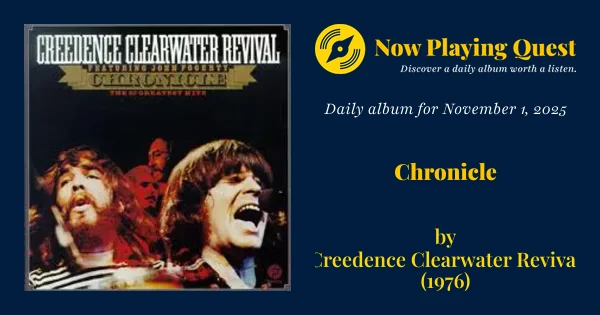 CREEDENCE CLEARWATER REVIVAL
FEATURING JOHN FOGERTY
CHRONICLE
THE 20 GREATEST HITS
Now Playing Quest
Discover a daily album worth a listen.
Daily album for November 1, 2025
Chronicle
by
Creedence Clearwater Reviva
(1976)